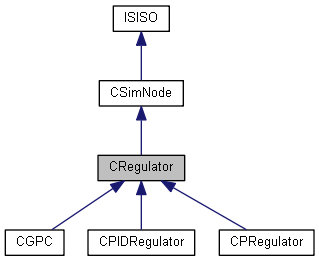 ISISO
CSimNode
CRegulator
CGPC
CPIDRegulator
CPRegulator